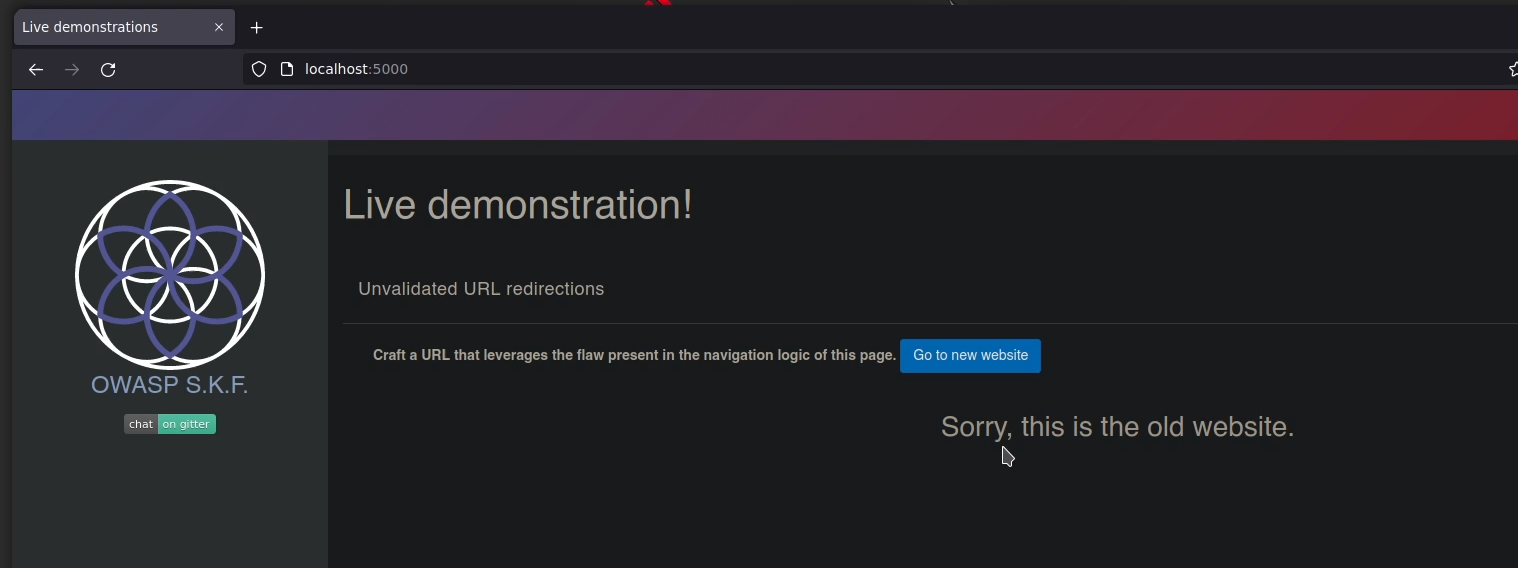 Live demonstrations
localhost:5000
Live demonstration!
Unvalidated URL redirections
Craft a URL that leverages the flaw present in the navigation logic of this page. Go to new website
OWASP S.K.F.
chat on gitter
Sorry, this is the old website.